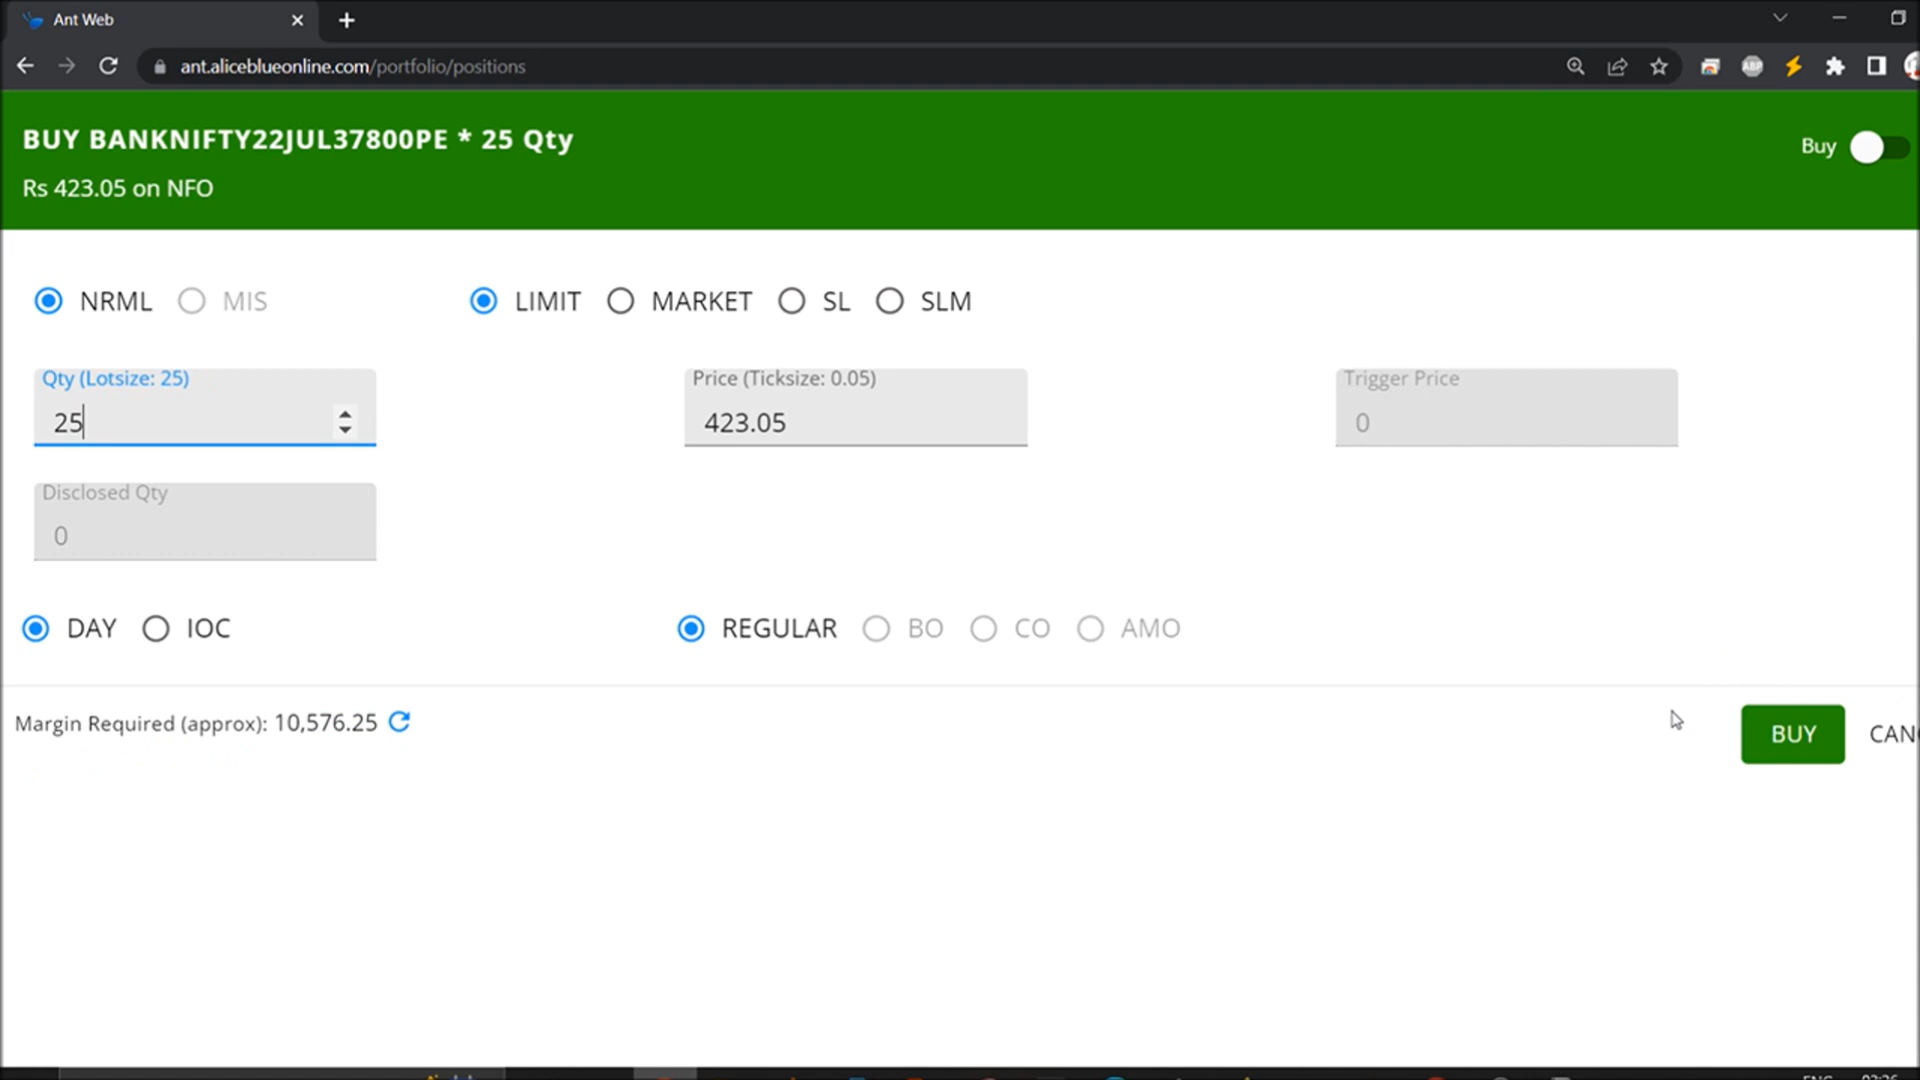 Ant Web
ant.aliceblueonline.com/portfolio/positions
ABP
BUY BANKNIFTY22JUL37800PE * 25 Qty
Buy
Rs 423.05 on NFO
NRML MIS LIMIT MARKET SL SLM
Qty (Lotsize: 25) Price (Ticksize: 0.05) Trigger Price
25 423.05 0
Disclosed Qty
0
DAY IOC REGULAR BO CO AMO
Margin Required (approx): 10,576.25
BUY CAN